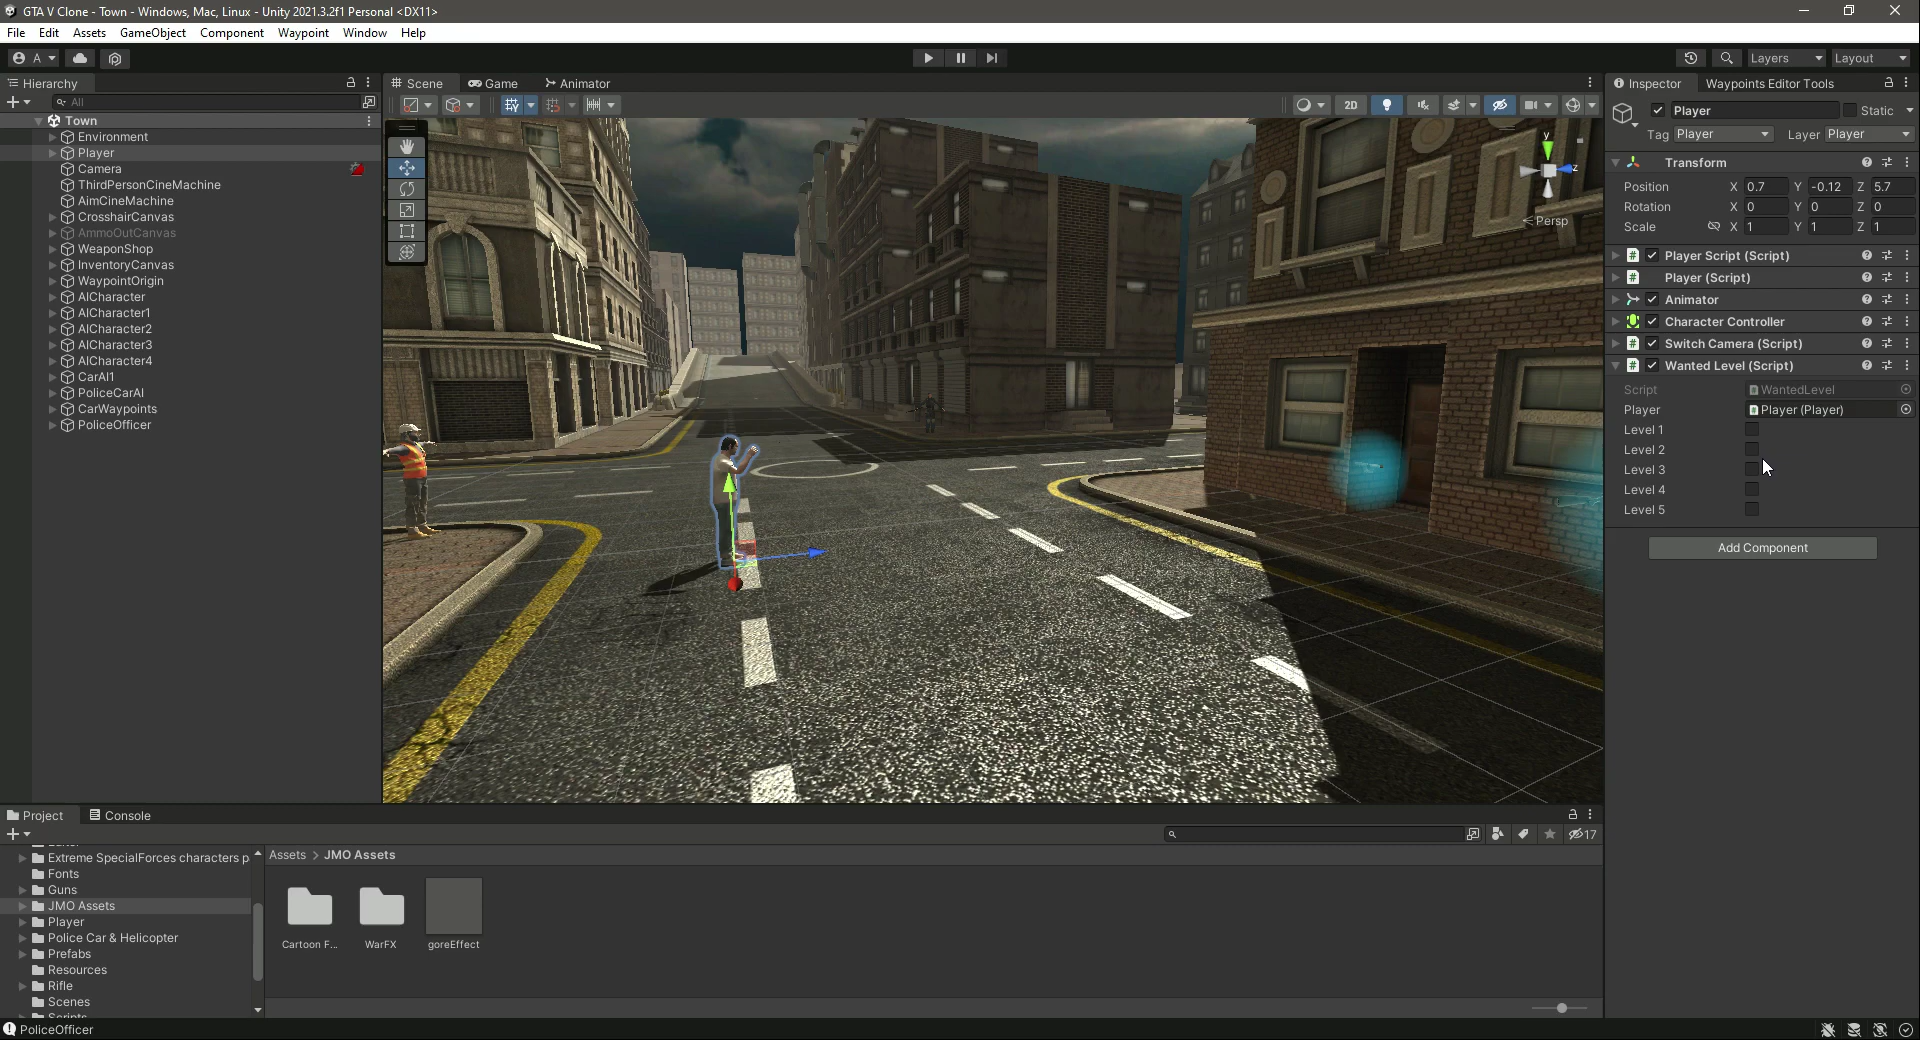 GTA V Clone - Town - Windows, Mac, Linux - Unity 2021.3.2f1 Personal <DX11>
File Edit Assets GameObject Component Waypoint Window Help
A Layers Layout
Hierarchy
All
Town
Environment
Player
Camera
ThirdPersonCineMachine
AimCineMachine
CrosshairCanvas
AmmoOutCanvas
WeaponShop
InventoryCanvas
WaypointOrigin
AICharacter
AICharacter1
AICharacter2
AICharacter3
AICharacter4
CarAI1
PoliceCarAI
CarWaypoints
PoliceOfficer
Scene Game Animator
2D
y
z
Persp
Inspector Waypoints Editor Tools
Player Static
Tag Player Layer Player
Transform
Position X 0.7 Y -0.12 Z 5.7
Rotation X 0 Y 0 Z 0
Scale X 1 Y 1 Z 1
Player Script (Script)
Player (Script)
Animator
Character Controller
Switch Camera (Script)
Wanted Level (Script)
Script WantedLevel
Player Player (Player)
Level 1
Level 2
Level 3
Level 4
Level 5
Add Component
Project Console
17
Extreme SpecialForces characters p
Fonts
Guns
JMO Assets
Player
Police Car & Helicopter
Prefabs
Resources
Rifle
Scenes
Scripts
Assets > JMO Assets
Cartoon F... WarFX goreEffect
PoliceOfficer